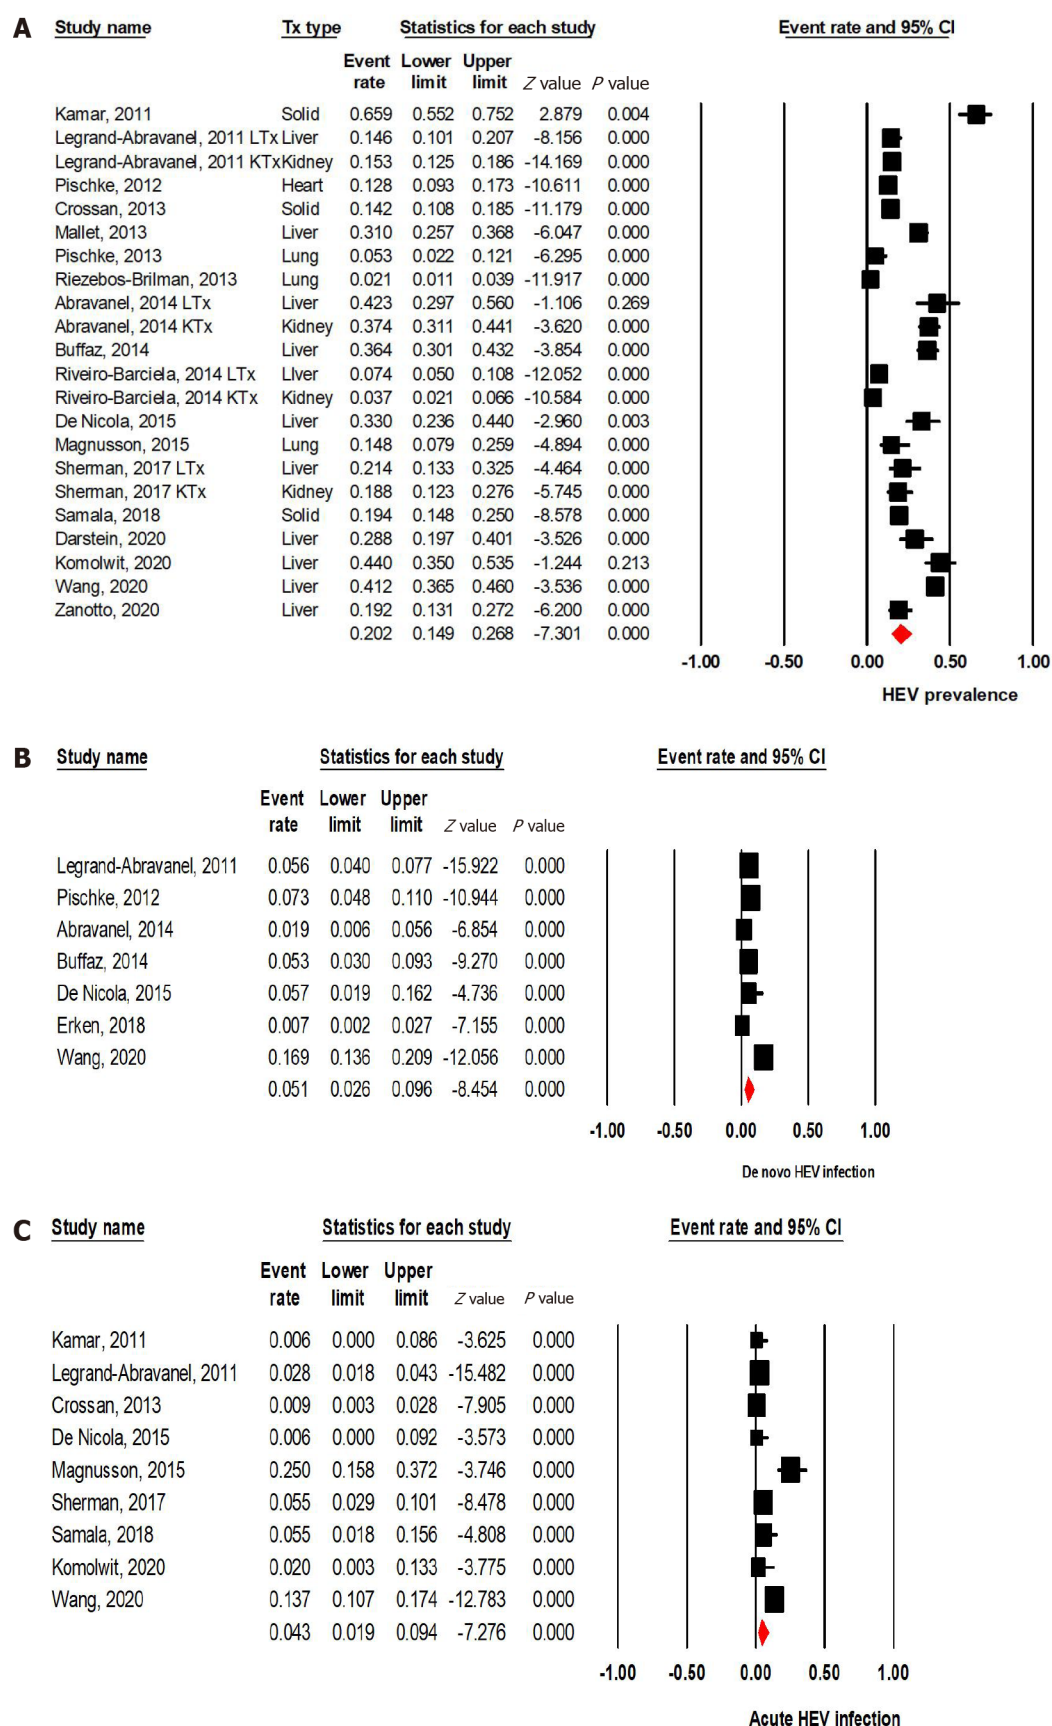 A Study name Tx type Statistics for each study Event rate and 95% CI
Event Lower Upper
rate limit limit Z value P value
Kamar, 2011 Solid 0.659 0.552 0.752 2.879 0.004
Legrand-Abravanel, 2011 LTx Liver 0.146 0.101 0.207 -8.156 0.000
Legrand-Abravanel, 2011 KTx Kidney 0.153 0.125 0.186 -14.169 0.000
Pischke, 2012 Heart 0.128 0.093 0.173 -10.611 0.000
Crossan, 2013 Solid 0.142 0.108 0.185 -11.179 0.000
Mallet, 2013 Liver 0.310 0.257 0.368 -6.047 0.000
Pischke, 2013 Lung 0.053 0.022 0.121 -6.295 0.000
Riezebos-Brilman, 2013 Lung 0.021 0.011 0.039 -11.917 0.000
Abravanel, 2014 LTx Liver 0.423 0.297 0.560 -1.106 0.269
Abravanel, 2014 KTx Kidney 0.374 0.311 0.441 -3.620 0.000
Buffaz, 2014 Liver 0.364 0.301 0.432 -3.854 0.000
Riveiro-Barciela, 2014 LTx LIver 0.074 0.050 0.108 -12.052 0.000
Riveiro-Barciela, 2014 KTx Kidney 0.037 0.021 0.066 -10.584 0.000
De Nicola, 2015 Liver 0.330 0.236 0.440 -2.960 0.003
Magnusson, 2015 Lung 0.148 0.079 0.259 -4.894 0.000
Sherman, 2017 LTx Liver 0.214 0.133 0.325 -4.464 0.000
Sherman, 2017 KTx Kidney 0.188 0.123 0.276 -5.745 0.000
Samala, 2018 Solid 0.194 0.148 0.250 -8.578 0.000
Darstein, 2020 Liver 0.288 0.197 0.401 -3.526 0.000
Komolwit, 2020 Liver 0.440 0.350 0.535 -1.244 0.213
Wang, 2020 Liver 0.412 0.365 0.460 -3.536 0.000
Zanotto, 2020 Liver 0.192 0.131 0.272 -6.200 0.000
0.202 0.149 0.268 -7.301 0.000
-1.00 -0.50 0.00 0.50 1.00
HEV prevalence
B Study name Statistics for each study Event rate and 95% CI
Event Lower Upper
rate limit limit Z value P value
Legrand-Abravanel, 2011 0.056 0.040 0.077 -15.922 0.000
Pischke, 2012 0.073 0.048 0.110 -10.944 0.000
Abravanel, 2014 0.019 0.006 0.056 -6.854 0.000
Buffaz, 2014 0.053 0.030 0.093 -9.270 0.000
De Nicola, 2015 0.057 0.019 0.162 -4.736 0.000
Erken, 2018 0.007 0.002 0.027 -7.155 0.000
Wang, 2020 0.169 0.136 0.209 -12.056 0.000
0.051 0.026 0.096 -8.454 0.000
-1.00 -0.50 0.00 0.50 1.00
De novo HEV infection
C Study name Statistics for each study Event rate and 95% CI
Event Lower Upper
rate limit limit Z value P value
Kamar, 2011 0.006 0.000 0.086 -3.625 0.000
Legrand-Abravanel, 2011 0.028 0.018 0.043 -15.482 0.000
Crossan, 2013 0.009 0.003 0.028 -7.905 0.000
De Nicola, 2015 0.006 0.000 0.092 -3.573 0.000
Magnusson, 2015 0.250 0.158 0.372 -3.746 0.000
Sherman, 2017 0.055 0.029 0.101 -8.478 0.000
Samala, 2018 0.055 0.018 0.156 -4.808 0.000
Komolwit, 2020 0.020 0.003 0.133 -3.775 0.000
Wang, 2020 0.137 0.107 0.174 -12.783 0.000
0.043 0.019 0.094 -7.276 0.000
-1.00 -0.50 0.00 0.50 1.00
Acute HEV infection